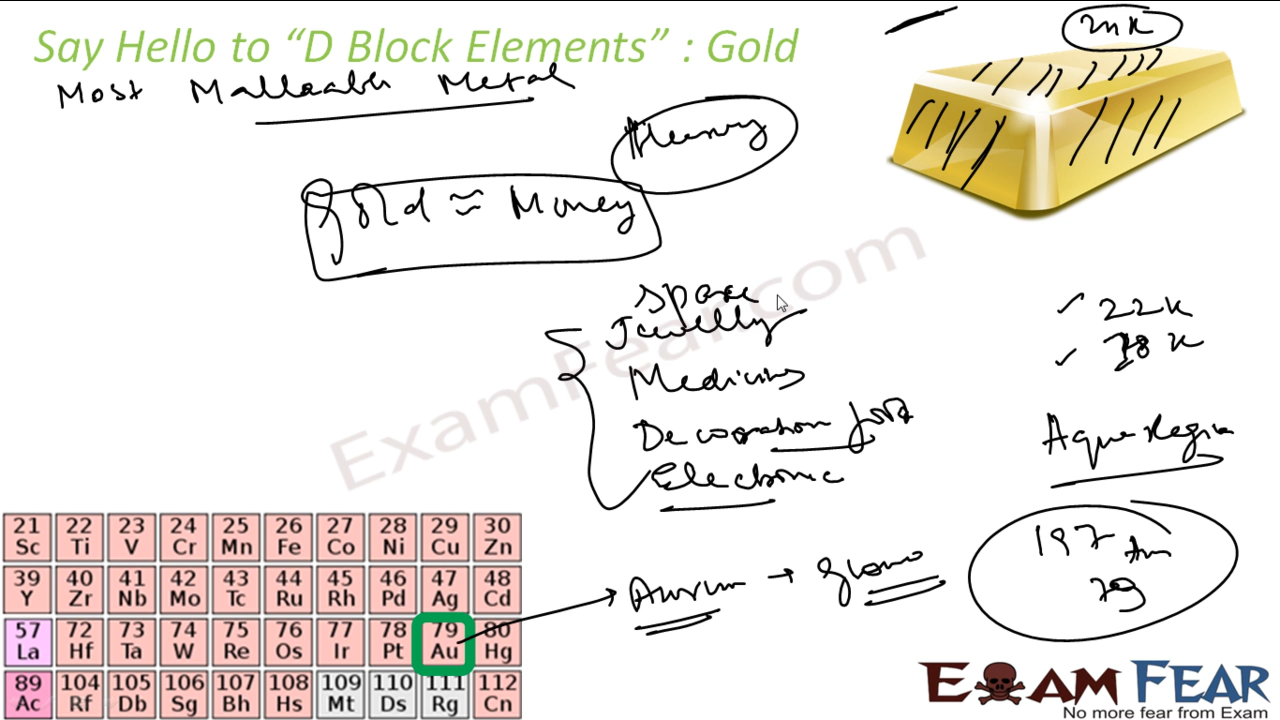 Say Hello to “D Block Elements” : Gold
24K
Most Malleable Metal
Heavy
Gold ≈ Money
Space
Jewelly
Medicins
Decoration food
Electronic
22K
18K
Aqua Regia
197
79
Aurum → Glow
ExamFear.com
21 22 23 24 25 26 27 28 29 30
Sc Ti V Cr Mn Fe Co Ni Cu Zn
39 40 41 42 43 44 45 46 47 48
Y Zr Nb Mo Tc Ru Rh Pd Ag Cd
57 72 73 74 75 76 77 78 79 80
La Hf Ta W Re Os Ir Pt Au Hg
89 104 105 106 107 108 109 110 111 112
Ac Rf Db Sg Bh Hs Mt Ds Rg Cn
EXAM FEAR
No more fear from Exam